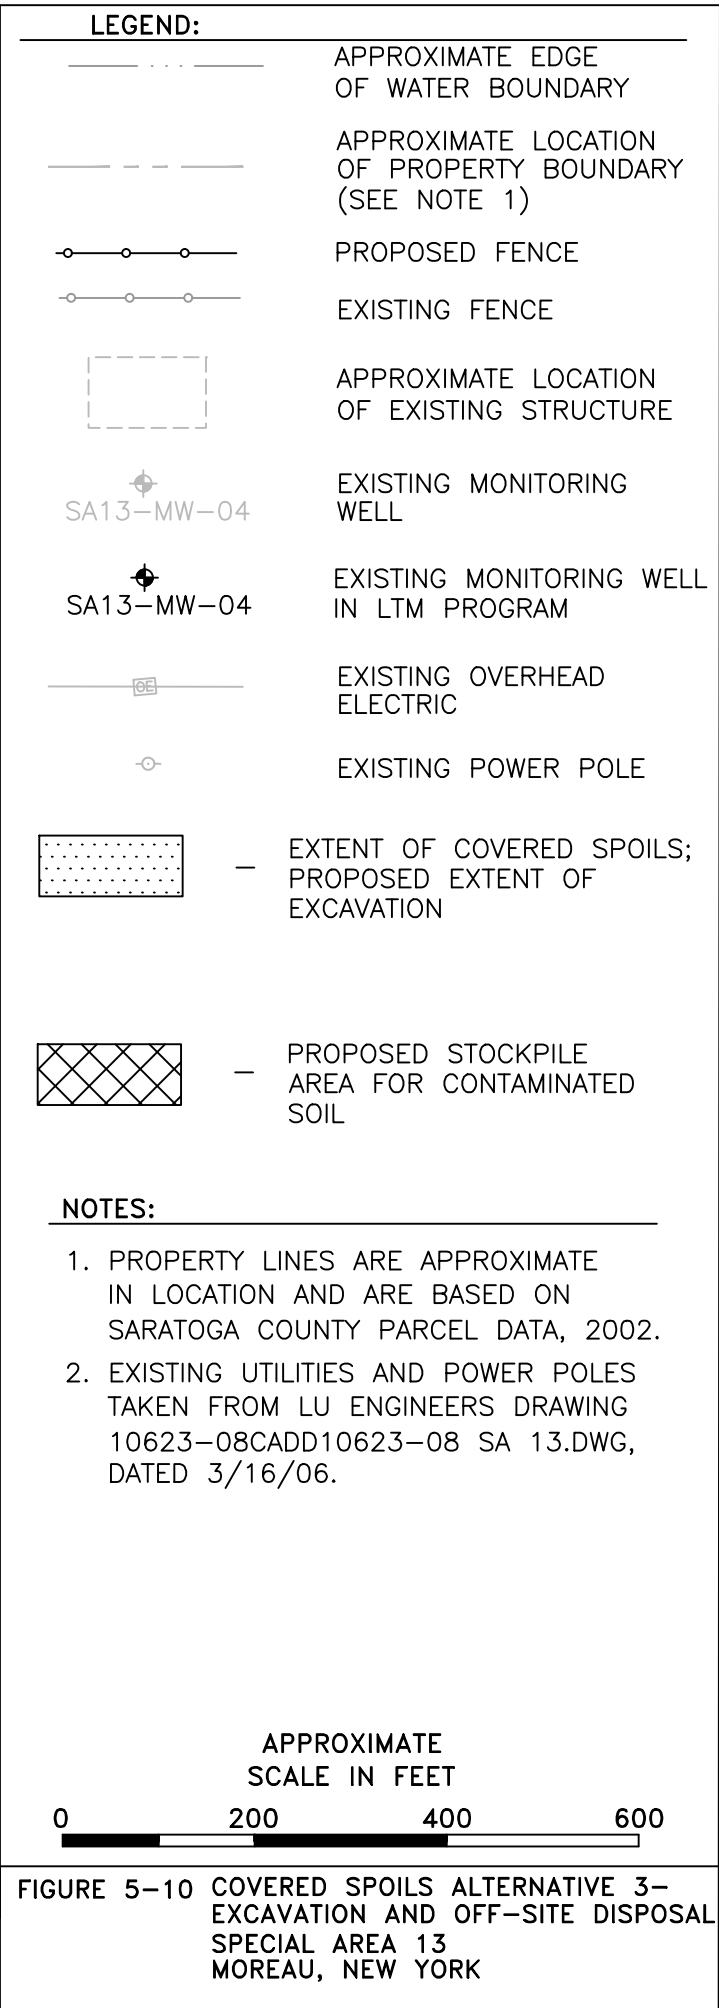 LEGEND:
APPROXIMATE EDGE
OF WATER BOUNDARY
APPROXIMATE LOCATION
OF PROPERTY BOUNDARY
(SEE NOTE 1)
PROPOSED FENCE
EXISTING FENCE
APPROXIMATE LOCATION
OF EXISTING STRUCTURE
SA13-MW-04
EXISTING MONITORING
WELL
SA13-MW-04
EXISTING MONITORING WELL
IN LTM PROGRAM
OE
EXISTING OVERHEAD
ELECTRIC
EXISTING POWER POLE
- EXTENT OF COVERED SPOILS;
PROPOSED EXTENT OF
EXCAVATION
- PROPOSED STOCKPILE
AREA FOR CONTAMINATED
SOIL
NOTES:
1. PROPERTY LINES ARE APPROXIMATE
IN LOCATION AND ARE BASED ON
SARATOGA COUNTY PARCEL DATA, 2002.
2. EXISTING UTILITIES AND POWER POLES
TAKEN FROM LU ENGINEERS DRAWING
10623-08CADD10623-08 SA 13.DWG,
DATED 3/16/06.
APPROXIMATE
SCALE IN FEET
0 200 400 600
FIGURE 5-10 COVERED SPOILS ALTERNATIVE 3-
EXCAVATION AND OFF-SITE DISPOSAL
SPECIAL AREA 13
MOREAU, NEW YORK